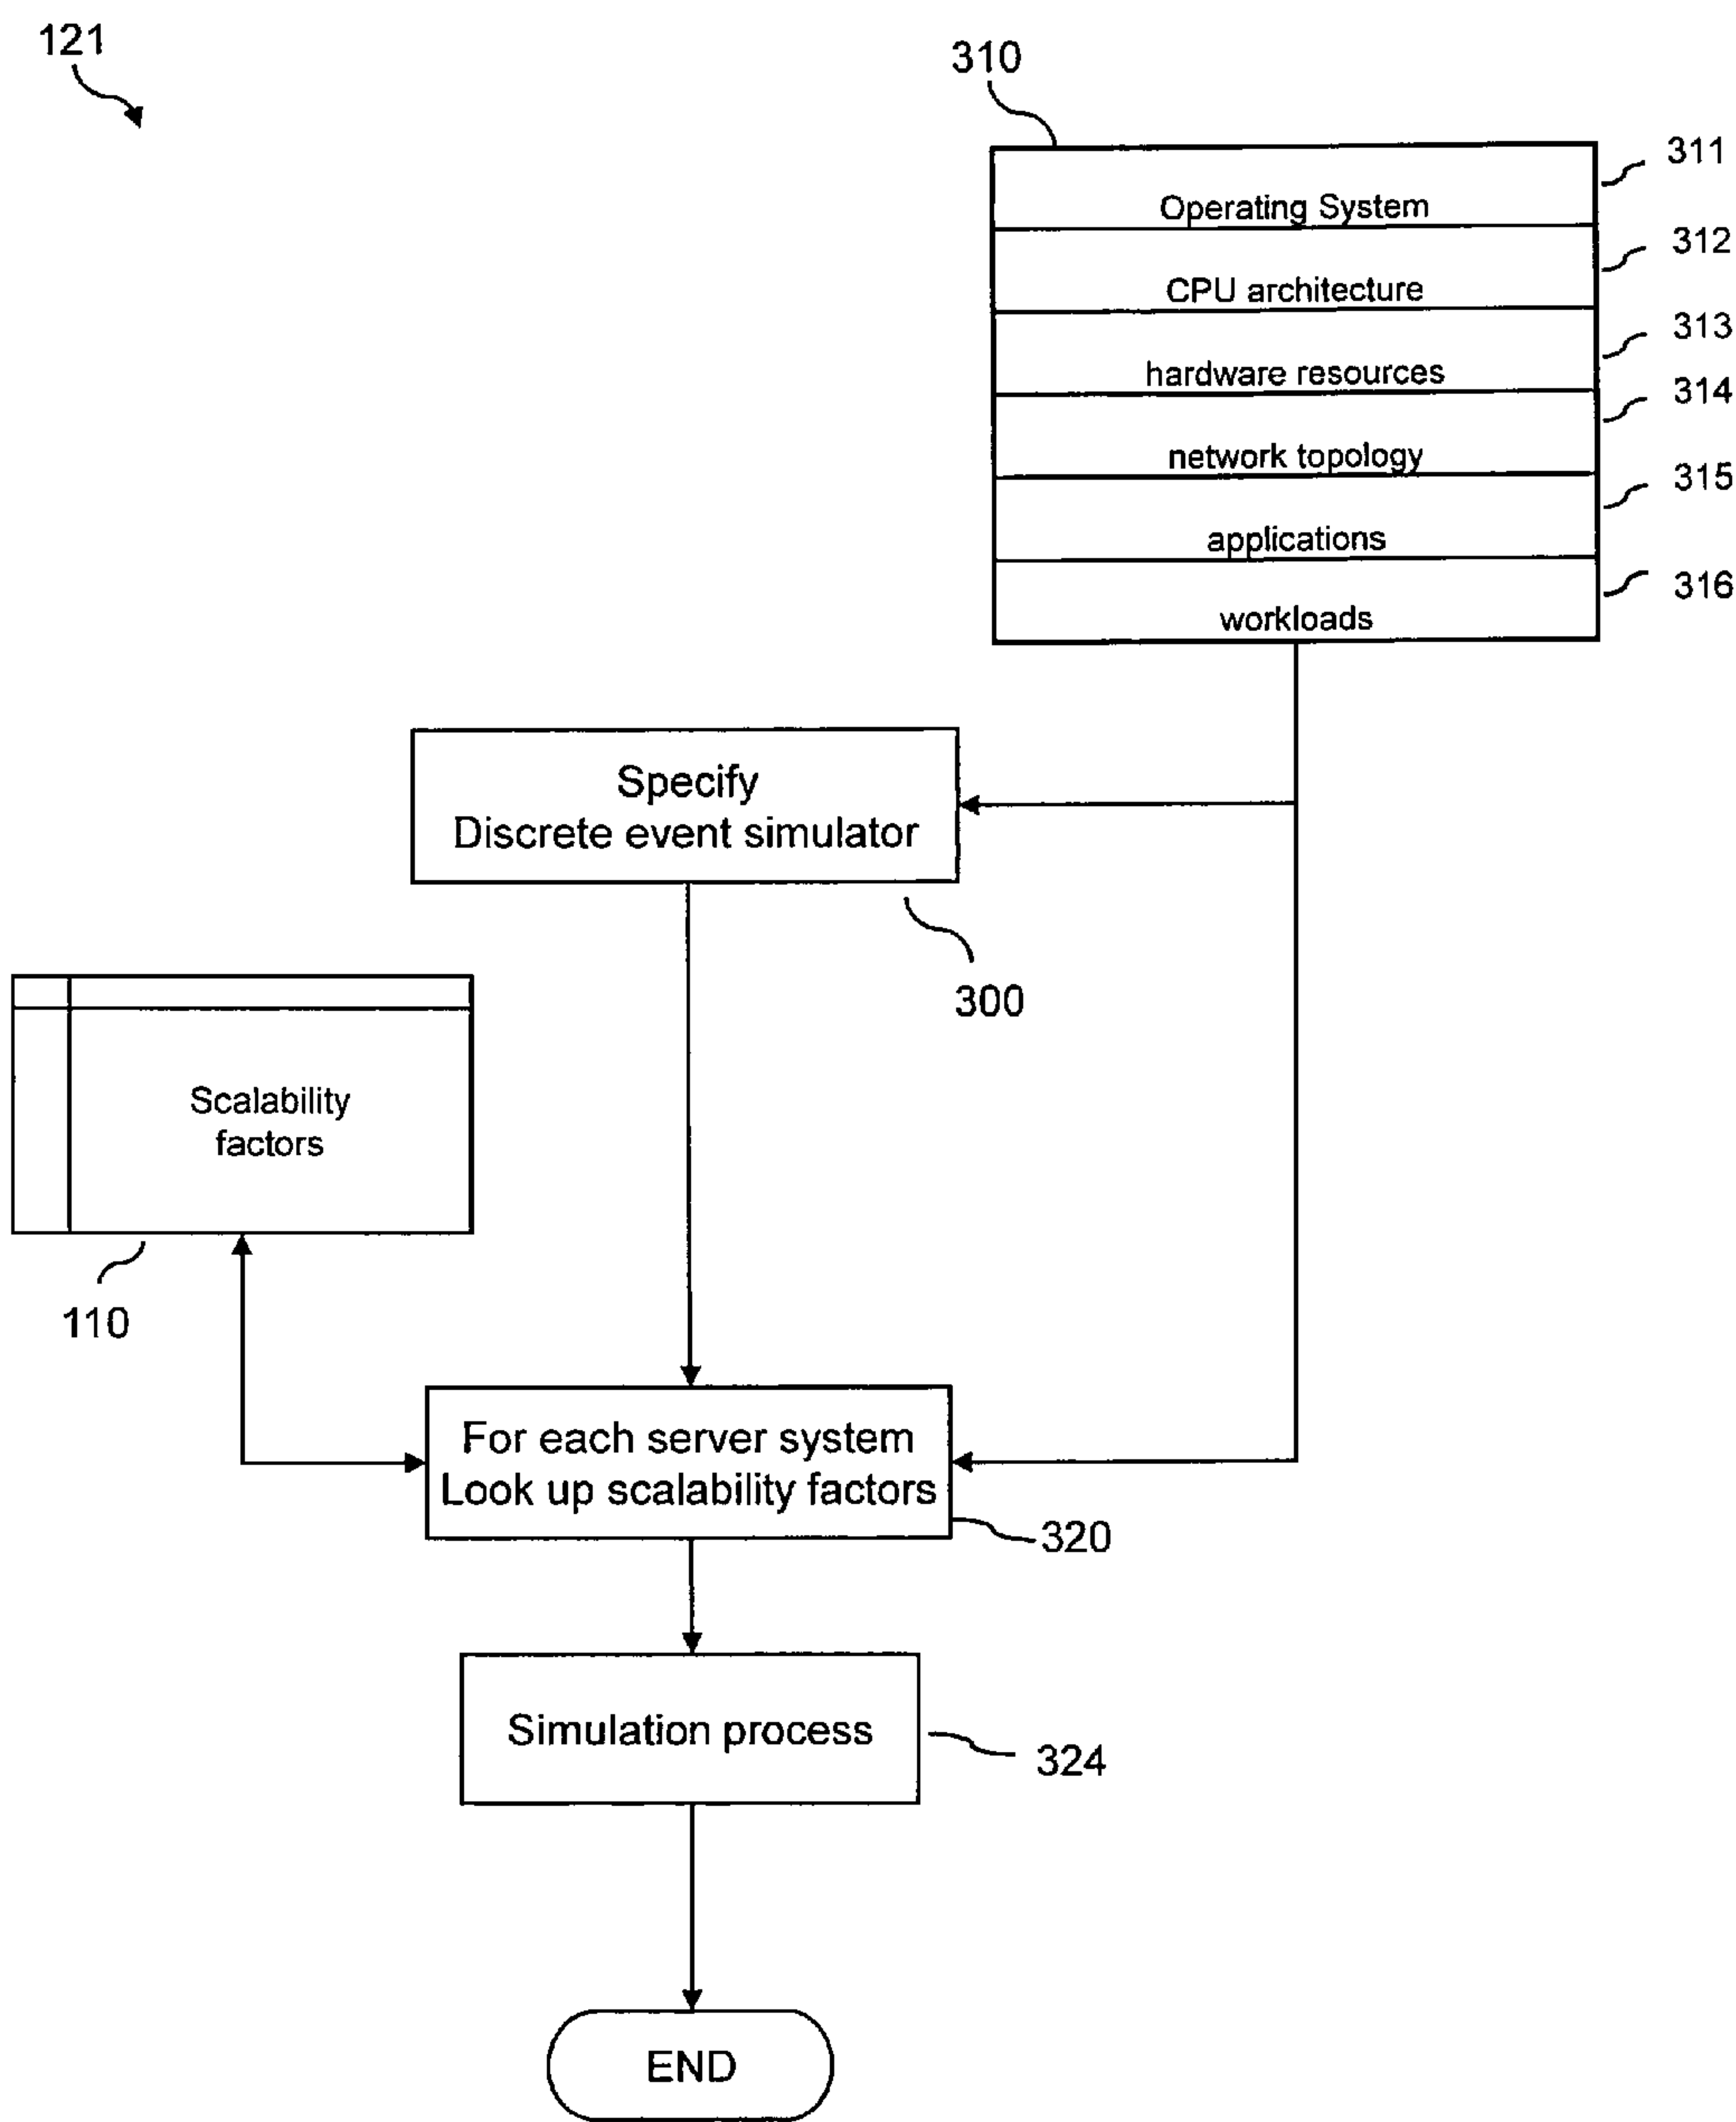 121
310
311
Operating System
312
CPU architecture
313
hardware resources
314
network topology
315
applications
316
workloads
Specify
Discrete event simulator
300
Scalability
factors
110
For each server system
Look up scalability factors
320
Simulation process
324
END